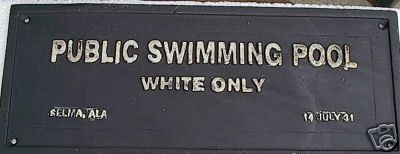 PUBLIC SWIMMING POOL
WHITE ONLY
SELMA, ALA 14 JULY 31